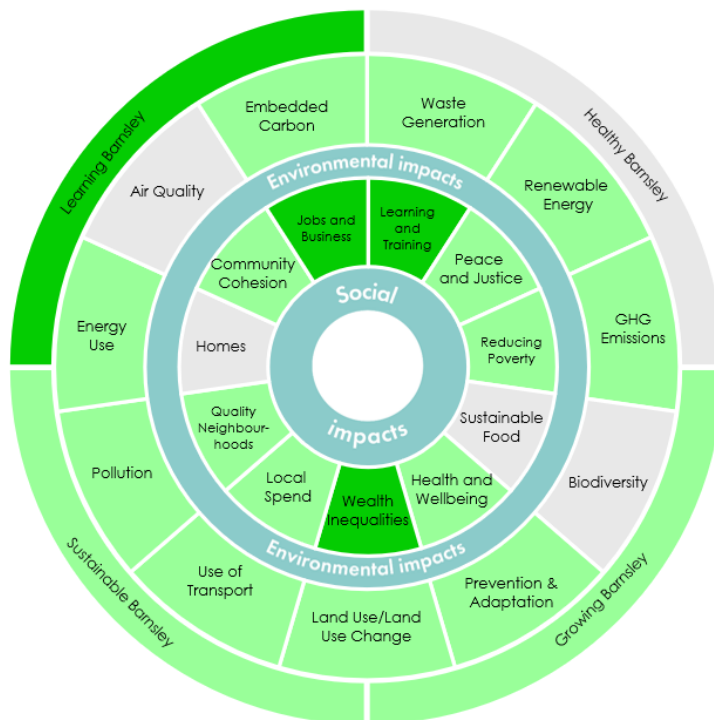 Learning Barnsley
Healthy Barnsley
Growing Barnsley
Sustainable Barnsley
Embedded
Carbon
Waste
Generation
Renewable
Energy
GHG
Emissions
Biodiversity
Prevention &
Adaptation
Land Use/Land
Use Change
Use of
Transport
Pollution
Energy
Use
Air Quality
Environmental impacts
Environmental impacts
Jobs and
Business
Learning
and
Training
Peace
and Justice
Reducing
Poverty
Sustainable
Food
Health and
Wellbeing
Wealth
Inequalities
Local
Spend
Quality
Neighbour-
hoods
Homes
Community
Cohesion
Social
impacts